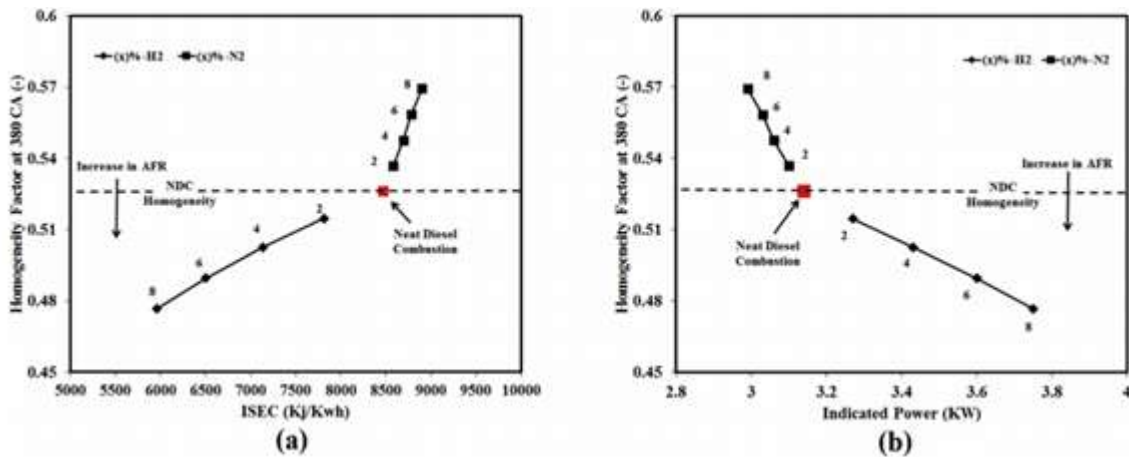 0.6
(x)%-H2 (x)%-N2
8
0.57
6
4
0.54
2
Increase in AFR
NDC
Homogeneity
0.51
2
Neat Diesel
Combustion
4
6
0.48
8
0.45
5000 5500 6000 6500 7000 7500 8000 8500 9000 9500 10000
ISEC (Kj/Kwh)
Homogeneity Factor at 380 CA (-)
(a)
0.6
(x)%-H2 (x)%-N2
8
0.57
6
4
0.54
2
Increase in AFR
NDC
Homogeneity
0.51
2
Neat Diesel
Combustion
4
6
0.48
8
0.45
2.8 3 3.2 3.4 3.6 3.8 4
Indicated Power (KW)
Homogeneity Factor at 380 CA (-)
(b)